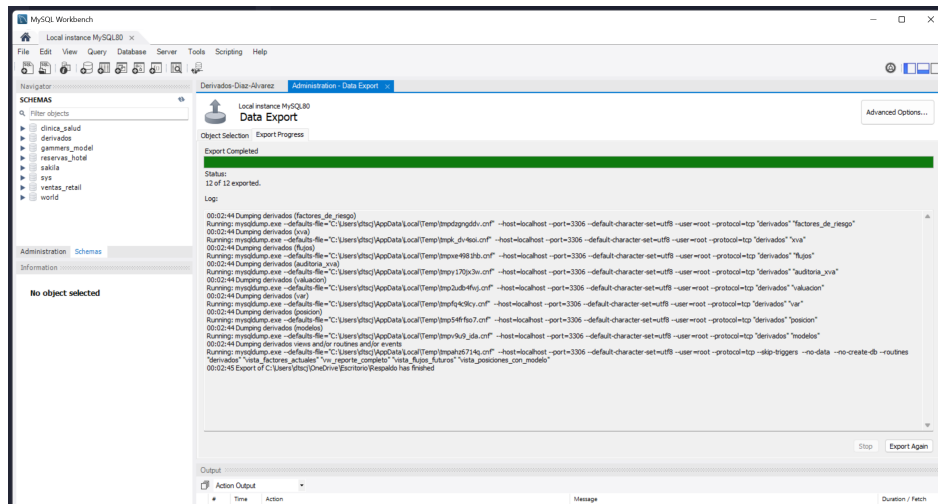 MySQL Workbench
Local instance MySQL80
File Edit View Query Database Server Tools Scripting Help
Navigator
SCHEMAS
Filter objects
clinica_salud
derivados
gammers_model
reservas_hotel
sakila
sys
ventas_retail
world
Administration Schemas
Information
No object selected
Derivados-Diaz-Alvarez Administration - Data Export
Local instance MySQL80
Data Export
Advanced Options...
Object Selection Export Progress
Export Completed
Status:
12 of 12 exported.
Log:
00:02:44 Dumping derivados (factores_de_riesgo)
Running: mysqldump.exe --defaults-file="C:\Users\dtscj\AppData\Local\Temp\tmpdzgngddv.cnf" --host=localhost --port=3306 --default-character-set=utf8 --user=root --protocol=tcp "derivados" "factores_de_riesgo"
00:02:44 Dumping derivados (xva)
Running: mysqldump.exe --defaults-file="C:\Users\dtscj\AppData\Local\Temp\tmpk_dv4sxi.cnf" --host=localhost --port=3306 --default-character-set=utf8 --user=root --protocol=tcp "derivados" "xva"
00:02:44 Dumping derivados (flujos)
Running: mysqldump.exe --defaults-file="C:\Users\dtscj\AppData\Local\Temp\tmpxe4981hb.cnf" --host=localhost --port=3306 --default-character-set=utf8 --user=root --protocol=tcp "derivados" "flujos"
00:02:44 Dumping derivados (auditoria_xva)
Running: mysqldump.exe --defaults-file="C:\Users\dtscj\AppData\Local\Temp\tmpy170jx3w.cnf" --host=localhost --port=3306 --default-character-set=utf8 --user=root --protocol=tcp "derivados" "auditoria_xva"
00:02:44 Dumping derivados (valuacion)
Running: mysqldump.exe --defaults-file="C:\Users\dtscj\AppData\Local\Temp\tmp2udb4fwj.cnf" --host=localhost --port=3306 --default-character-set=utf8 --user=root --protocol=tcp "derivados" "valuacion"
00:02:44 Dumping derivados (var)
Running: mysqldump.exe --defaults-file="C:\Users\dtscj\AppData\Local\Temp\tmpfq4c9lcy.cnf" --host=localhost --port=3306 --default-character-set=utf8 --user=root --protocol=tcp "derivados" "var"
00:02:44 Dumping derivados (posicion)
Running: mysqldump.exe --defaults-file="C:\Users\dtscj\AppData\Local\Temp\tmp54frfso7.cnf" --host=localhost --port=3306 --default-character-set=utf8 --user=root --protocol=tcp "derivados" "posicion"
00:02:44 Dumping derivados (modelos)
Running: mysqldump.exe --defaults-file="C:\Users\dtscj\AppData\Local\Temp\tmpv9u9_ida.cnf" --host=localhost --port=3306 --default-character-set=utf8 --user=root --protocol=tcp "derivados" "modelos"
00:02:44 Dumping derivados views and/or routines and/or events
Running: mysqldump.exe --defaults-file="C:\Users\dtscj\AppData\Local\Temp\tmpahz6714q.cnf" --host=localhost --port=3306 --default-character-set=utf8 --user=root --protocol=tcp --skip-triggers --no-data --no-create-db --routines
"derivados" "vista_factores_actuales" "vw_reporte_completo" "vista_flujos_futuros" "vista_posiciones_con_modelo"
00:02:45 Export of C:\Users\dtscj\OneDrive\Escritorio\Respaldo has finished
Stop Export Again
Output
Action Output
# Time Action Message Duration / Fetch